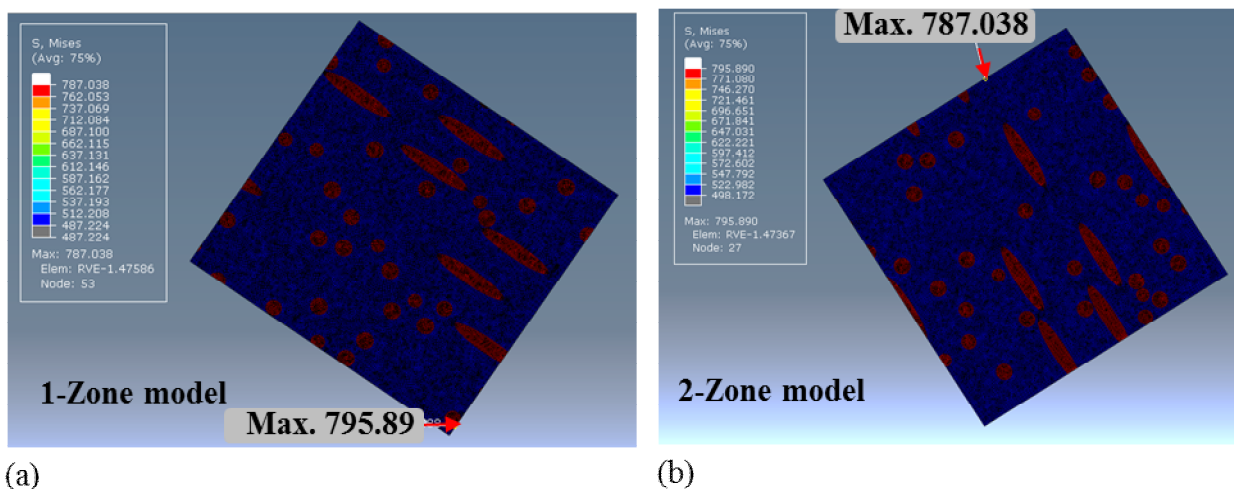 S, Mises
(Avg: 75%)
787.038
762.053
737.069
712.084
687.100
662.115
637.131
612.146
587.162
562.177
537.193
512.208
487.224
487.224
Max: 787.038
Elem: RVE-1.47586
Node: 53
1-Zone model
Max. 795.89
(a)
Max. 787.038
S, Mises
(Avg: 75%)
795.890
771.080
746.270
721.461
696.651
671.841
647.031
622.221
597.412
572.602
547.792
522.982
498.172
Max: 795.890
Elem: RVE-1.47367
Node: 27
2-Zone model
(b)